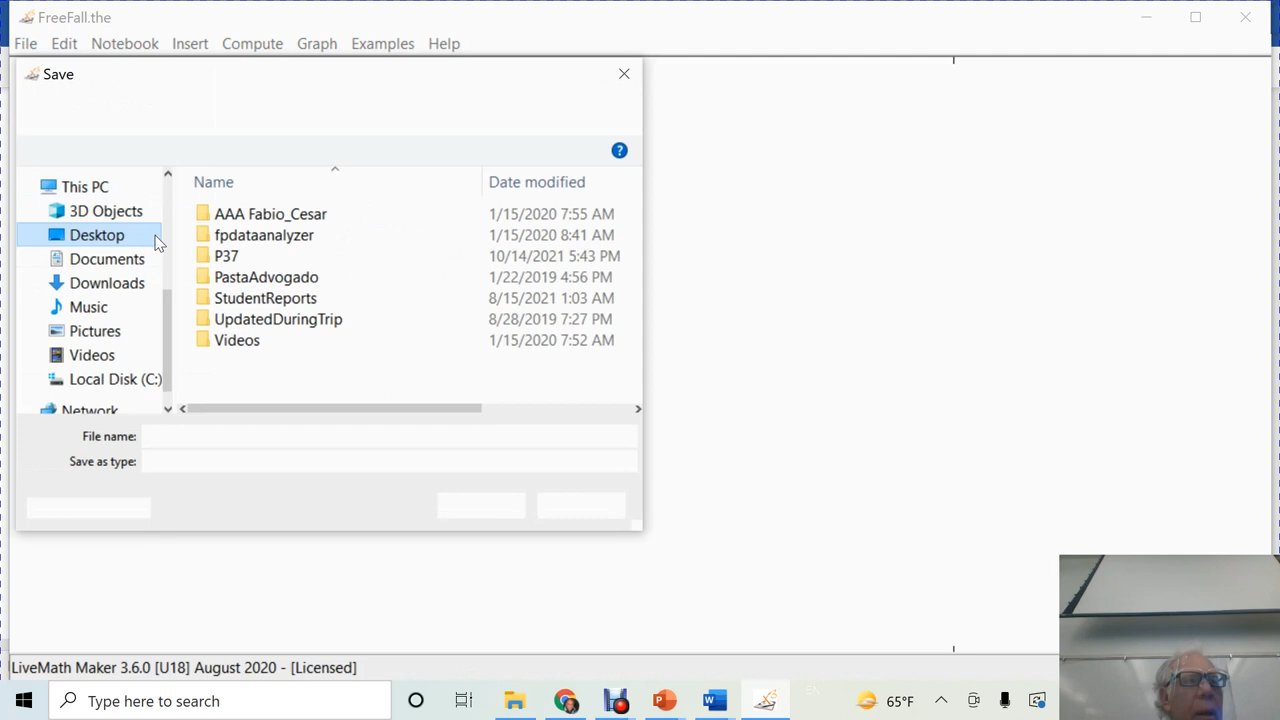 FreeFall.the
File Edit Notebook Insert Compute Graph Examples Help
Save
Name Date modified
This PC
3D Objects
Desktop
Documents
Downloads
Music
Pictures
Videos
Local Disk (C:)
Network
AAA Fabio_Cesar 1/15/2020 7:55 AM
fpdataanalyzer 1/15/2020 8:41 AM
P37 10/14/2021 5:43 PM
PastaAdvogado 1/22/2019 4:56 PM
StudentReports 8/15/2021 1:03 AM
UpdatedDuringTrip 8/28/2019 7:27 PM
Videos 1/15/2020 7:52 AM
File name:
Save as type:
LiveMath Maker 3.6.0 [U18] August 2020 - [Licensed]
Type here to search
65°F